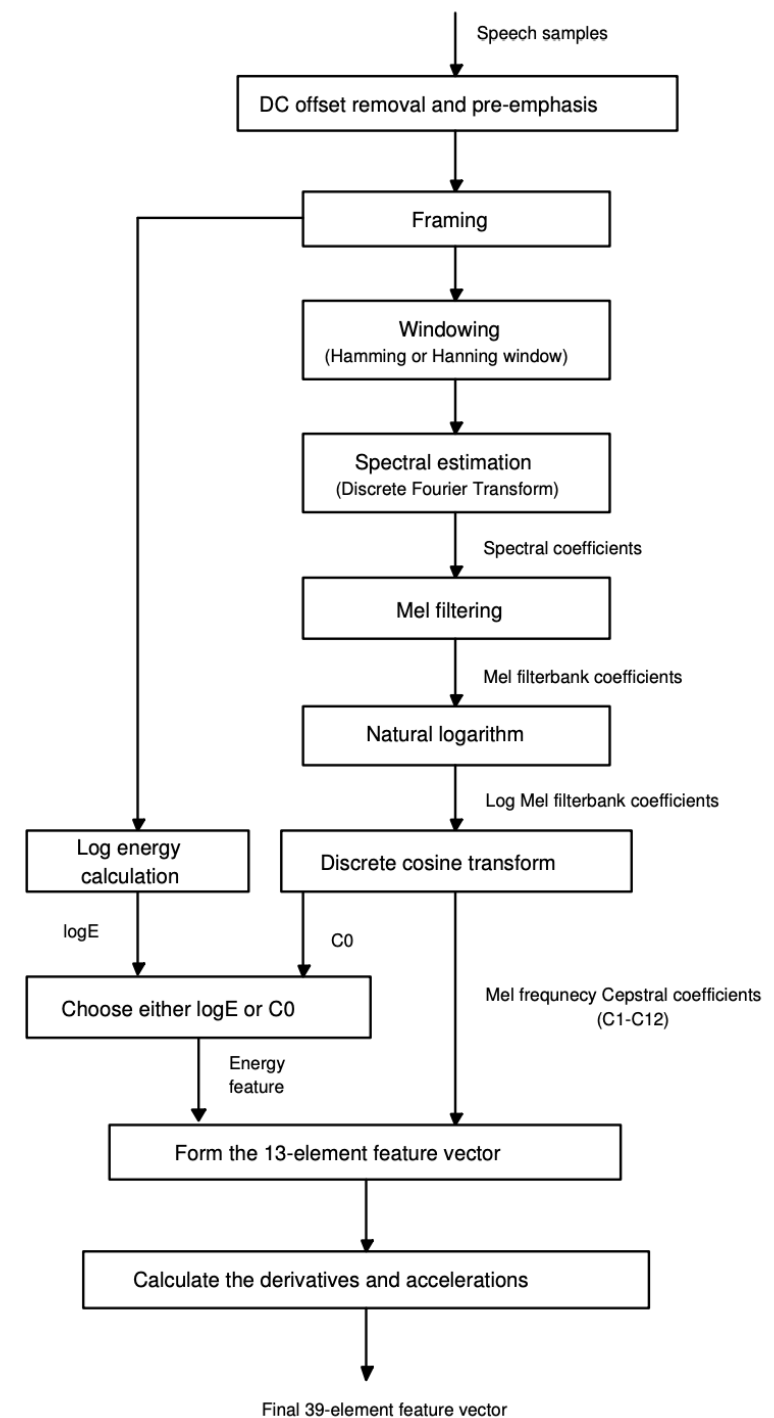 Speech samples
DC offset removal and pre-emphasis
Framing
Windowing
(Hamming or Hanning window)
Spectral estimation
(Discrete Fourier Transform)
Spectral coefficients
Mel filtering
Mel filterbank coefficients
Natural logarithm
Log Mel filterbank coefficients
Log energy
calculation
Discrete cosine transform
logE
C0
Choose either logE or C0
Mel frequnecy Cepstral coefficients
(C1-C12)
Energy
feature
Form the 13-element feature vector
Calculate the derivatives and accelerations
Final 39-element feature vector